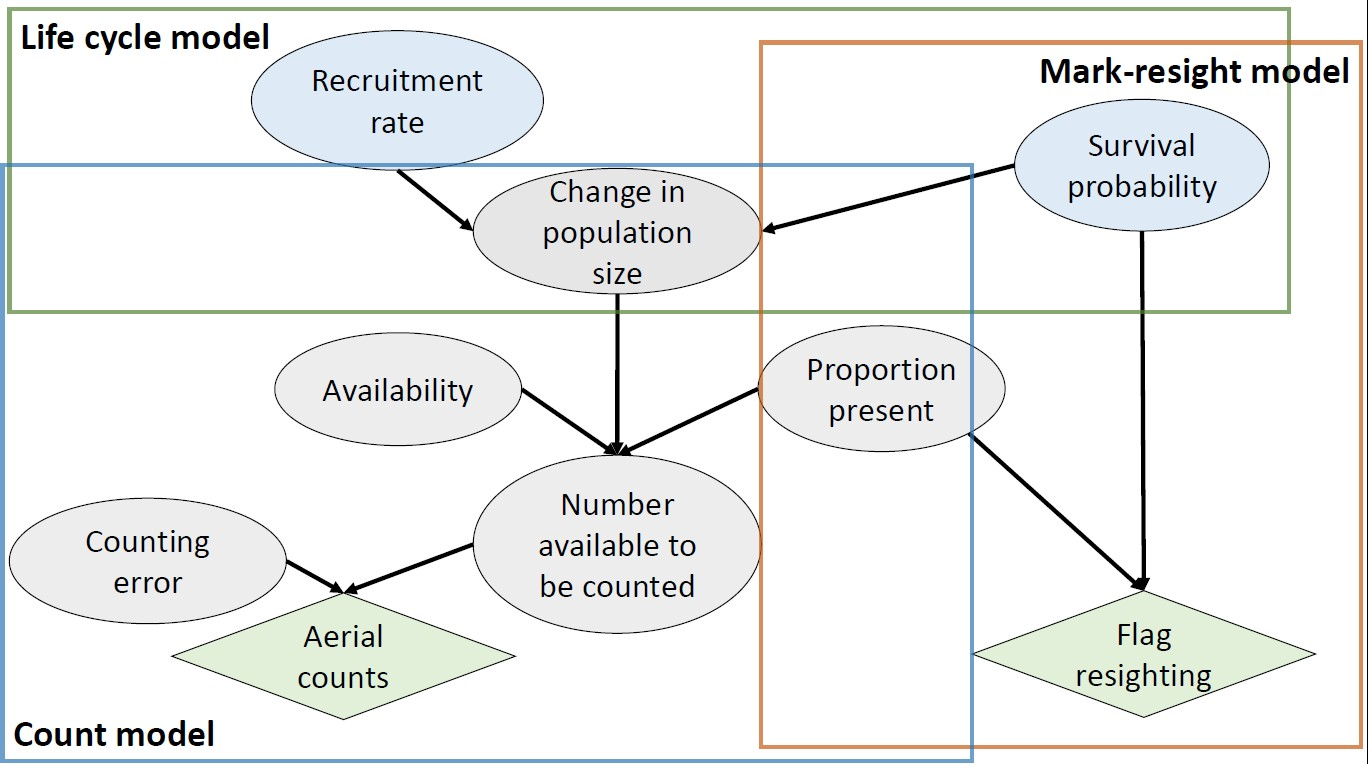 Life cycle model
Mark-resight model
Recruitment
rate
Survival
probability
Change in
population
size
Availability
Proportion
present
Number
available to
be counted
Counting
error
Aerial
counts
Flag
resighting
Count model